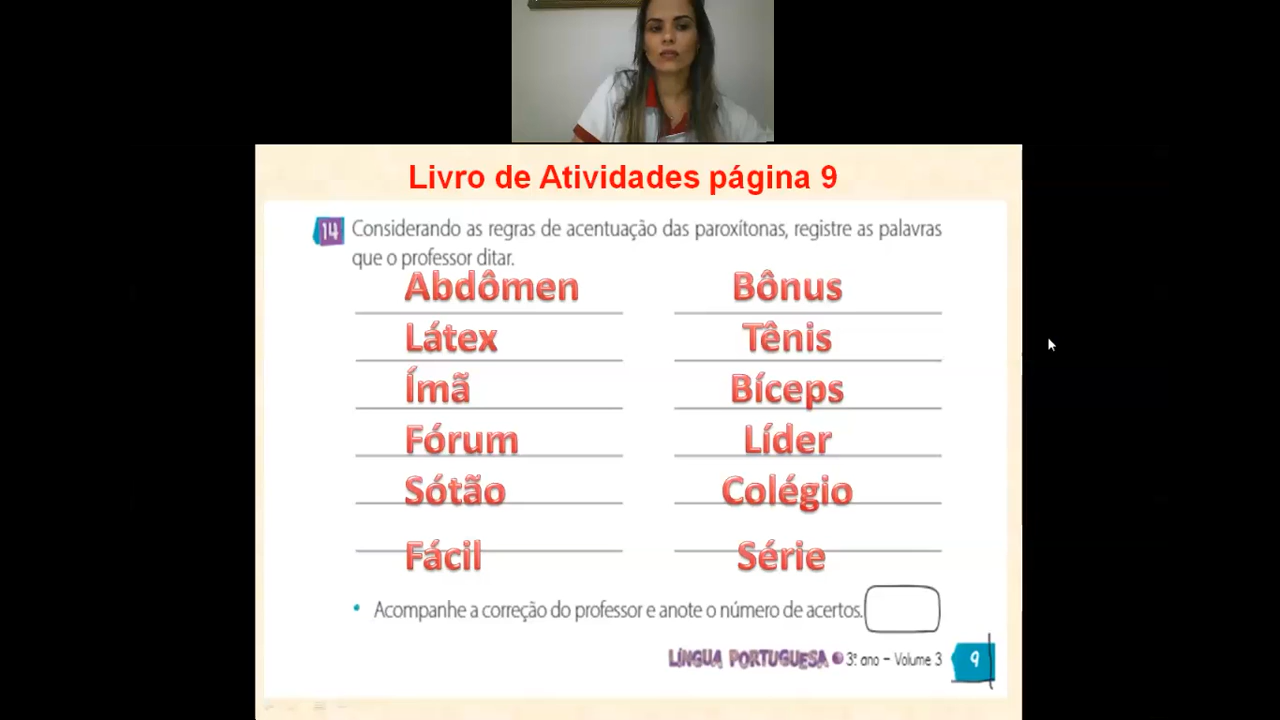 Livro de Atividades página 9
14 Considerando as regras de acentuação das paroxítonas, registre as palavras
que o professor ditar.
Abdômen Bônus
Látex Tênis
Ímã Bíceps
Fórum Líder
Sótão Colégio
Fácil Série
• Acompanhe a correção do professor e anote o número de acertos.
LÍNGUA PORTUGUESA 3º. ano – Volume 3 9